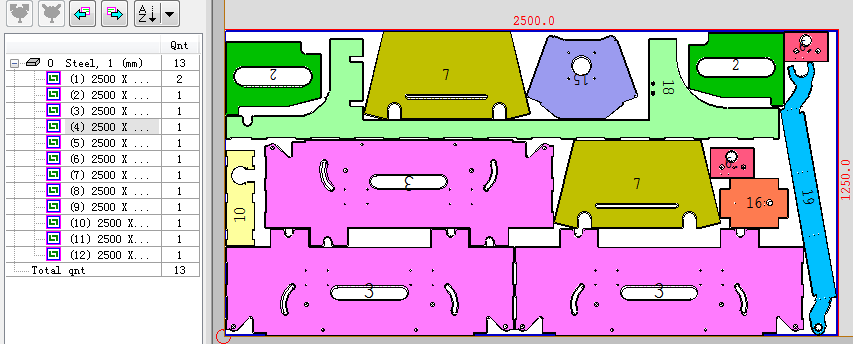 A
Z
Qnt
0 Steel, 1 (mm) 13
(1) 2500 X ... 2
(2) 2500 X ... 1
(3) 2500 X ... 1
(4) 2500 X ... 1
(5) 2500 X ... 1
(6) 2500 X ... 1
(7) 2500 X ... 1
(8) 2500 X ... 1
(9) 2500 X ... 1
(10) 2500 X... 1
(11) 2500 X... 1
(12) 2500 X... 1
Total qnt 13
2500.0
1250.0
2
7
15
18
2
3
7
10
16
19
3
3